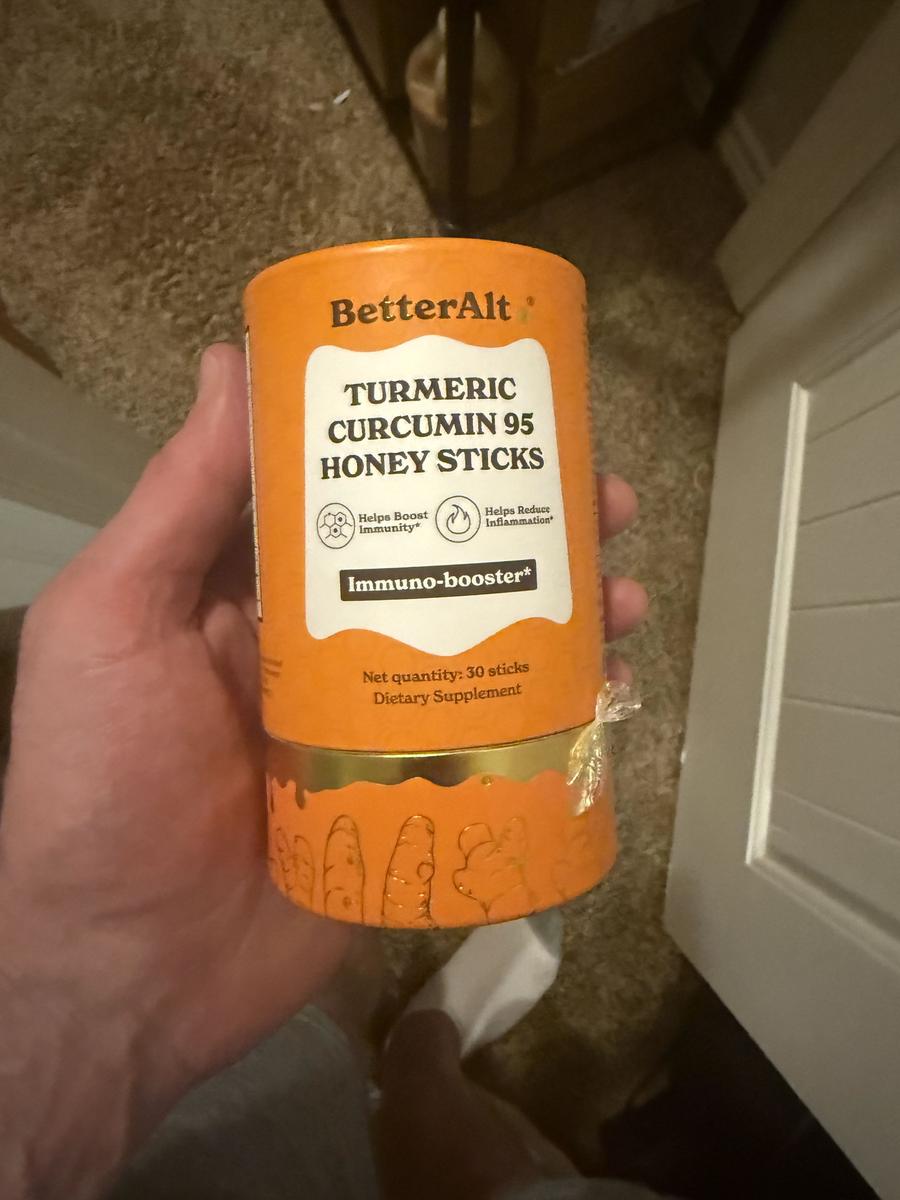 BetterAlt
TURMERIC
CURCUMIN 95
HONEY STICKS
Helps Boost
Immunity*
Helps Reduce
Inflammation*
Immuno-booster*
Net quantity: 30 sticks
Dietary Supplement